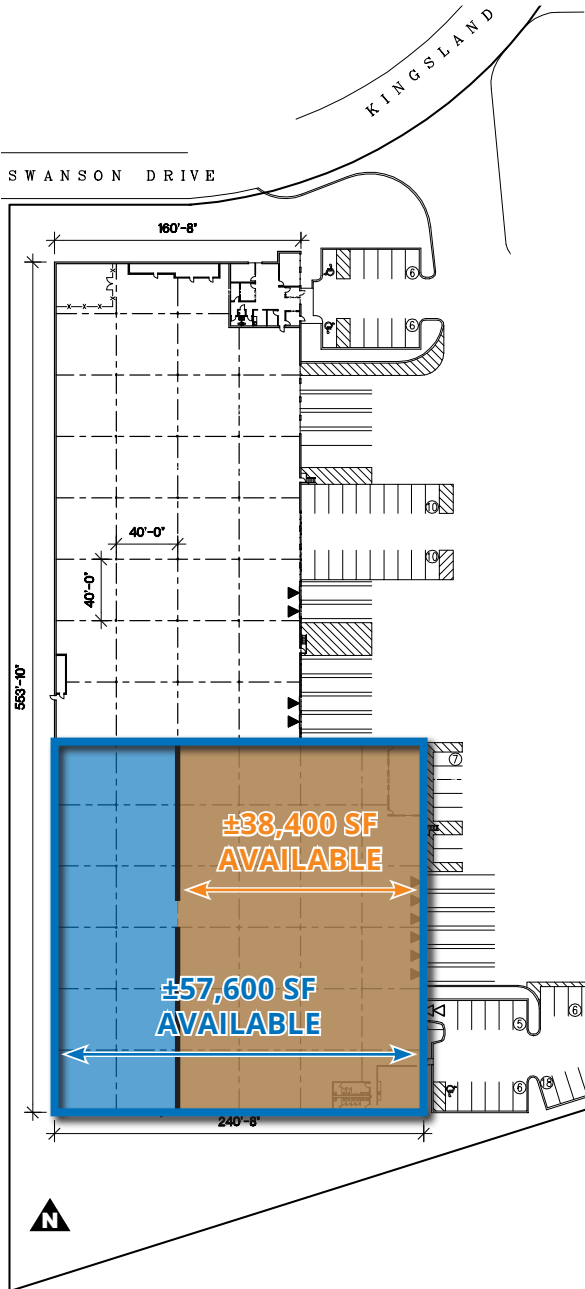 KINGSLAND
SWANSON DRIVE
160'-8"
6
6
10
40'-0"
10
40'-0"
553'-10"
7
±38,400 SF
AVAILABLE
±57,600 SF
AVAILABLE
6
5
6
18
240'-8"
N